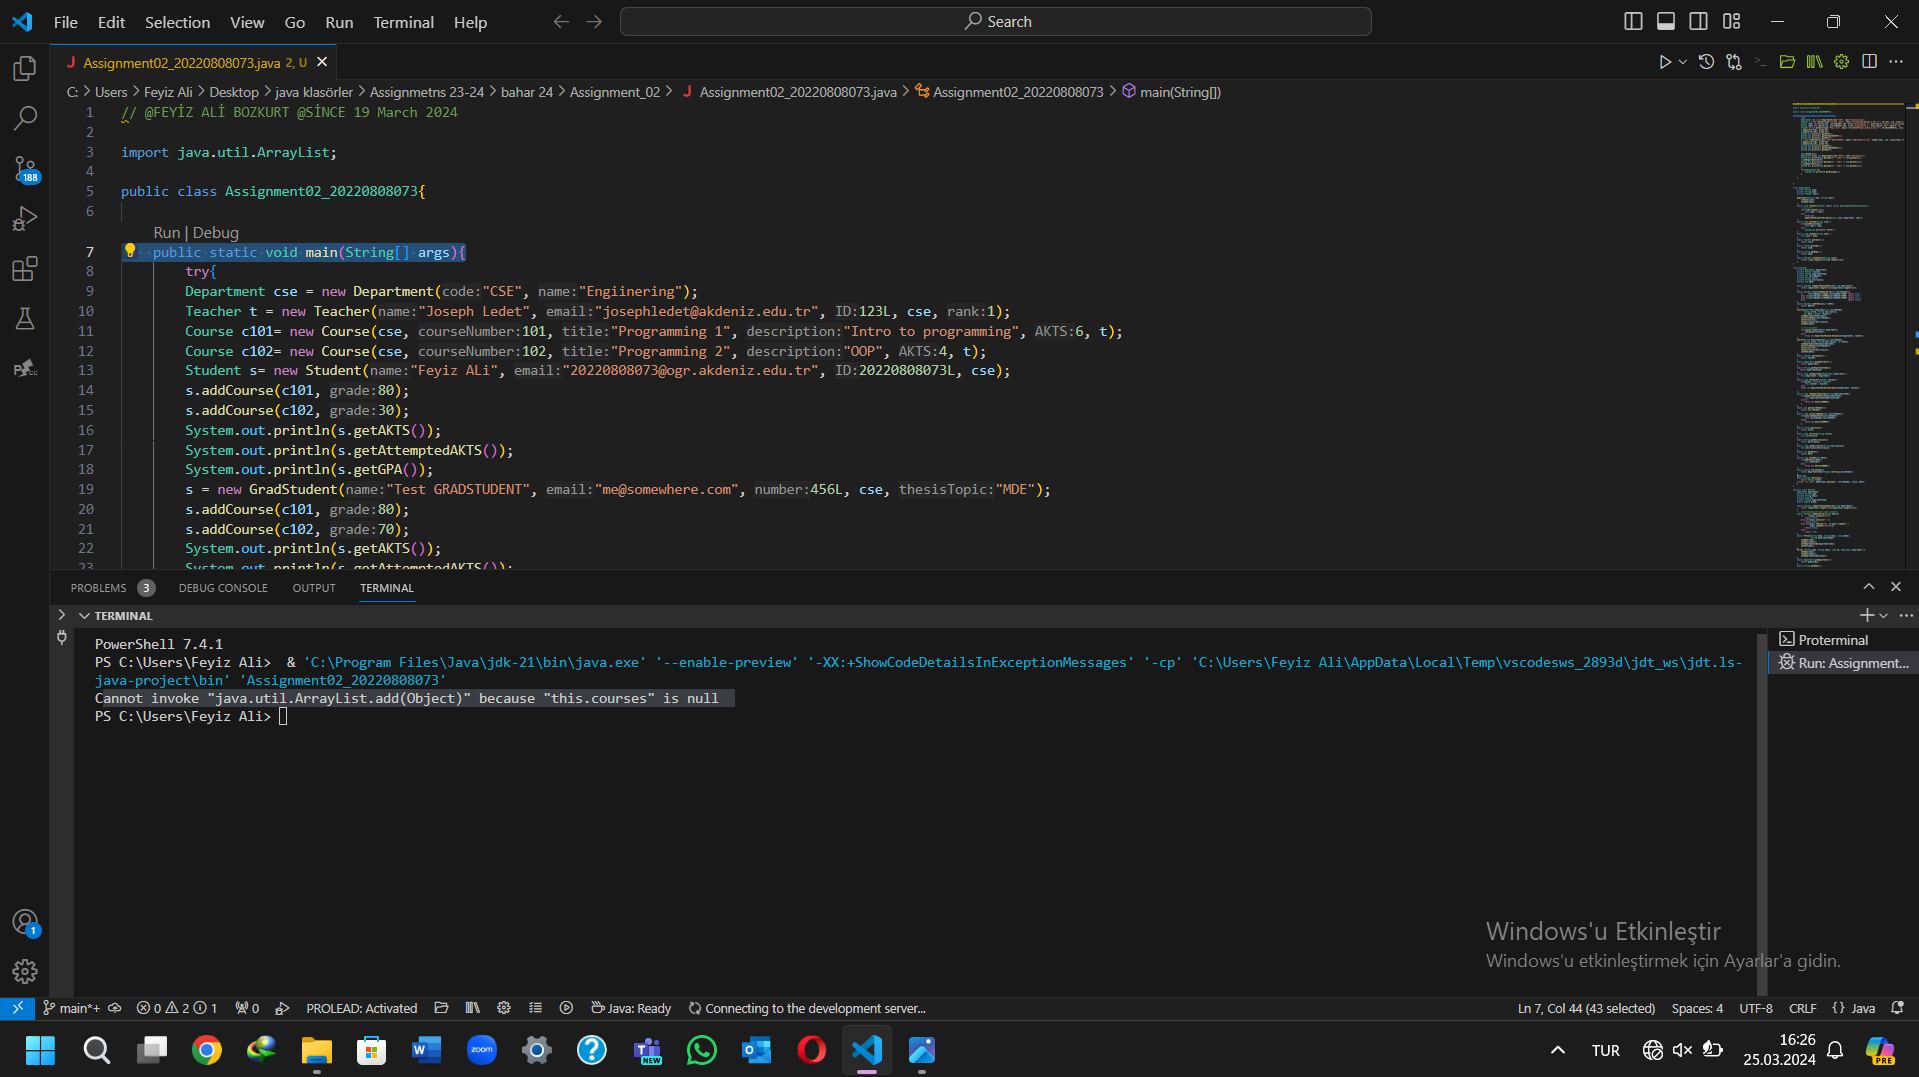 File Edit Selection View Go Run Terminal Help
Search
Assignment02_20220808073.java 2, U
C: > Users > Feyiz Ali > Desktop > java klasörler > Assignmetns 23-24 > bahar 24 > Assignment_02 > Assignment02_20220808073.java > Assignment02_20220808073 > main(String[])
1 // @FEYİZ ALİ BOZKURT @SİNCE 19 March 2024
2
3 import java.util.ArrayList;
4
5 public class Assignment02_20220808073{
6
Run | Debug
7 public static void main(String[] args){
8 try{
9 Department cse = new Department(code:"CSE", name:"Engiinering");
10 Teacher t = new Teacher(name:"Joseph Ledet", email:"josephledet@akdeniz.edu.tr", ID:123L, cse, rank:1);
11 Course c101= new Course(cse, courseNumber:101, title:"Programming 1", description:"Intro to programming", AKTS:6, t);
12 Course c102= new Course(cse, courseNumber:102, title:"Programming 2", description:"OOP", AKTS:4, t);
13 Student s= new Student(name:"Feyiz ALi", email:"20220808073@ogr.akdeniz.edu.tr", ID:20220808073L, cse);
14 s.addCourse(c101, grade:80);
15 s.addCourse(c102, grade:30);
16 System.out.println(s.getAKTS());
17 System.out.println(s.getAttemptedAKTS());
18 System.out.println(s.getGPA());
19 s = new GradStudent(name:"Test GRADSTUDENT", email:"me@somewhere.com", number:456L, cse, thesisTopic:"MDE");
20 s.addCourse(c101, grade:80);
21 s.addCourse(c102, grade:70);
22 System.out.println(s.getAKTS());
23 System.out.println(s.getAttemptedAKTS());
PROBLEMS 3 DEBUG CONSOLE OUTPUT TERMINAL
TERMINAL
PowerShell 7.4.1
PS C:\Users\Feyiz Ali> & 'C:\Program Files\Java\jdk-21\bin\java.exe' '--enable-preview' '-XX:+ShowCodeDetailsInExceptionMessages' '-cp' 'C:\Users\Feyiz Ali\AppData\Local\Temp\vscodesws_2893d\jdt_ws\jdt.ls-
java-project\bin' 'Assignment02_20220808073'
Cannot invoke "java.util.ArrayList.add(Object)" because "this.courses" is null
PS C:\Users\Feyiz Ali>
Proterminal
Run: Assignment...
188
1
Windows'u Etkinleştir
Windows'u etkinleştirmek için Ayarlar'a gidin.
main*+ 0 2 1 0 PROLEAD: Activated Java: Ready Connecting to the development server... Ln 7, Col 44 (43 selected) Spaces: 4 UTF-8 CRLF {} Java
zoom NEW TUR 16:26 PRE
25.03.2024